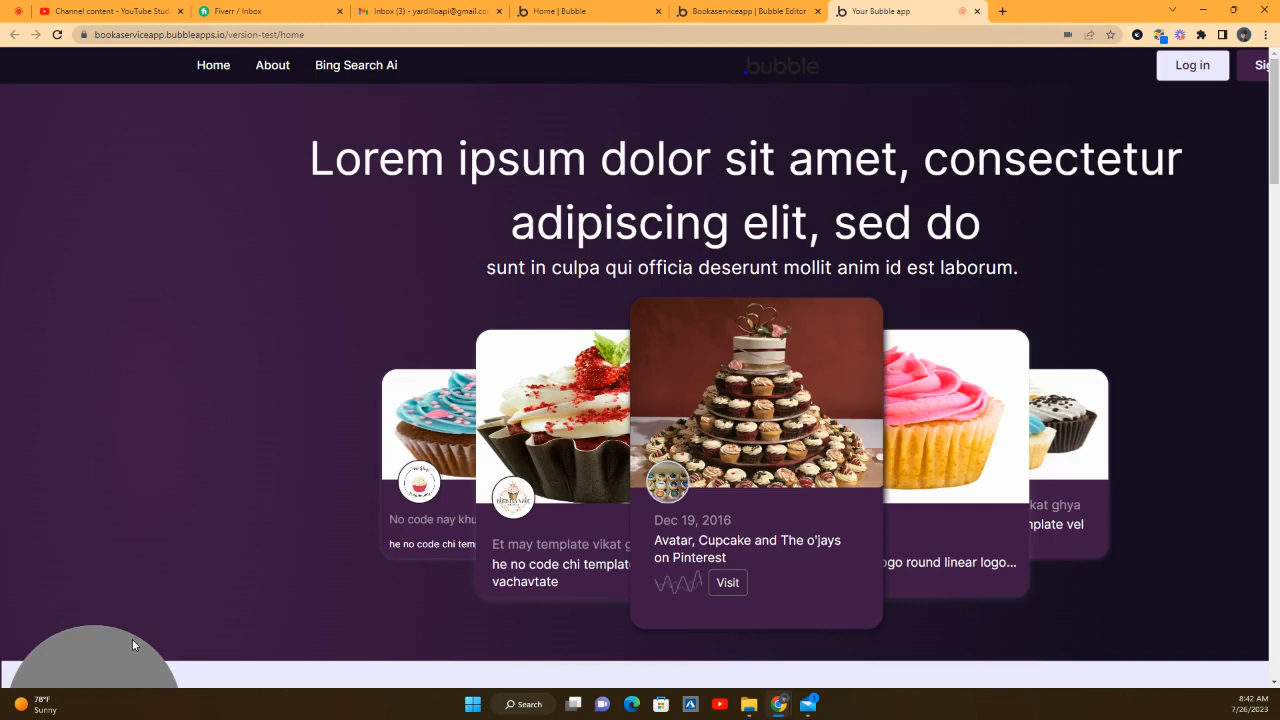 Channel content - YouTube Stud
Fiverr / Inbox
Inbox (3) - yardilloapi@gmail.co
Home | Bubble
Bookaserviceapp | Bubble Editor
Your Bubble app
bookaserviceapp.bubbleapps.io/version-test/home
Home
About
Bing Search Ai
.bubble
Log in
Sig
Lorem ipsum dolor sit amet, consectetur
adipiscing elit, sed do
sunt in culpa qui officia deserunt mollit anim id est laborum.
No code nay khu
he no code chi tem
Et may template vikat g
he no code chi template
vachavtate
Dec 19, 2016
Avatar, Cupcake and The o'jays
on Pinterest
Visit
ogo round linear logo...
kat ghya
nplate vel
78°F
Sunny
Search
8:42 AM
7/26/2023